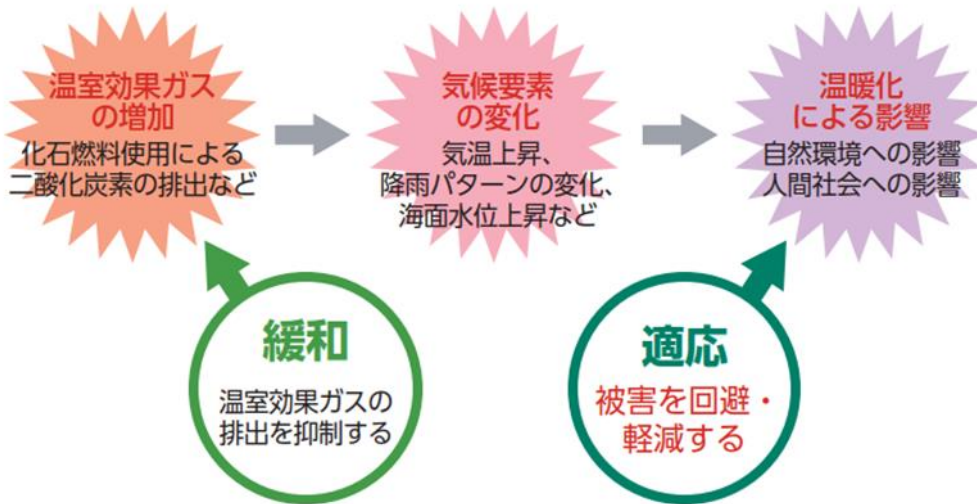 温室効果ガス
の増加
化石燃料使用による
二酸化炭素の排出など
気候要素
の変化
気温上昇、
降雨パターンの変化、
海面水位上昇など
温暖化
による影響
自然環境への影響
人間社会への影響
緩和
温室効果ガスの
排出を抑制する
適応
被害を回避・
軽減する